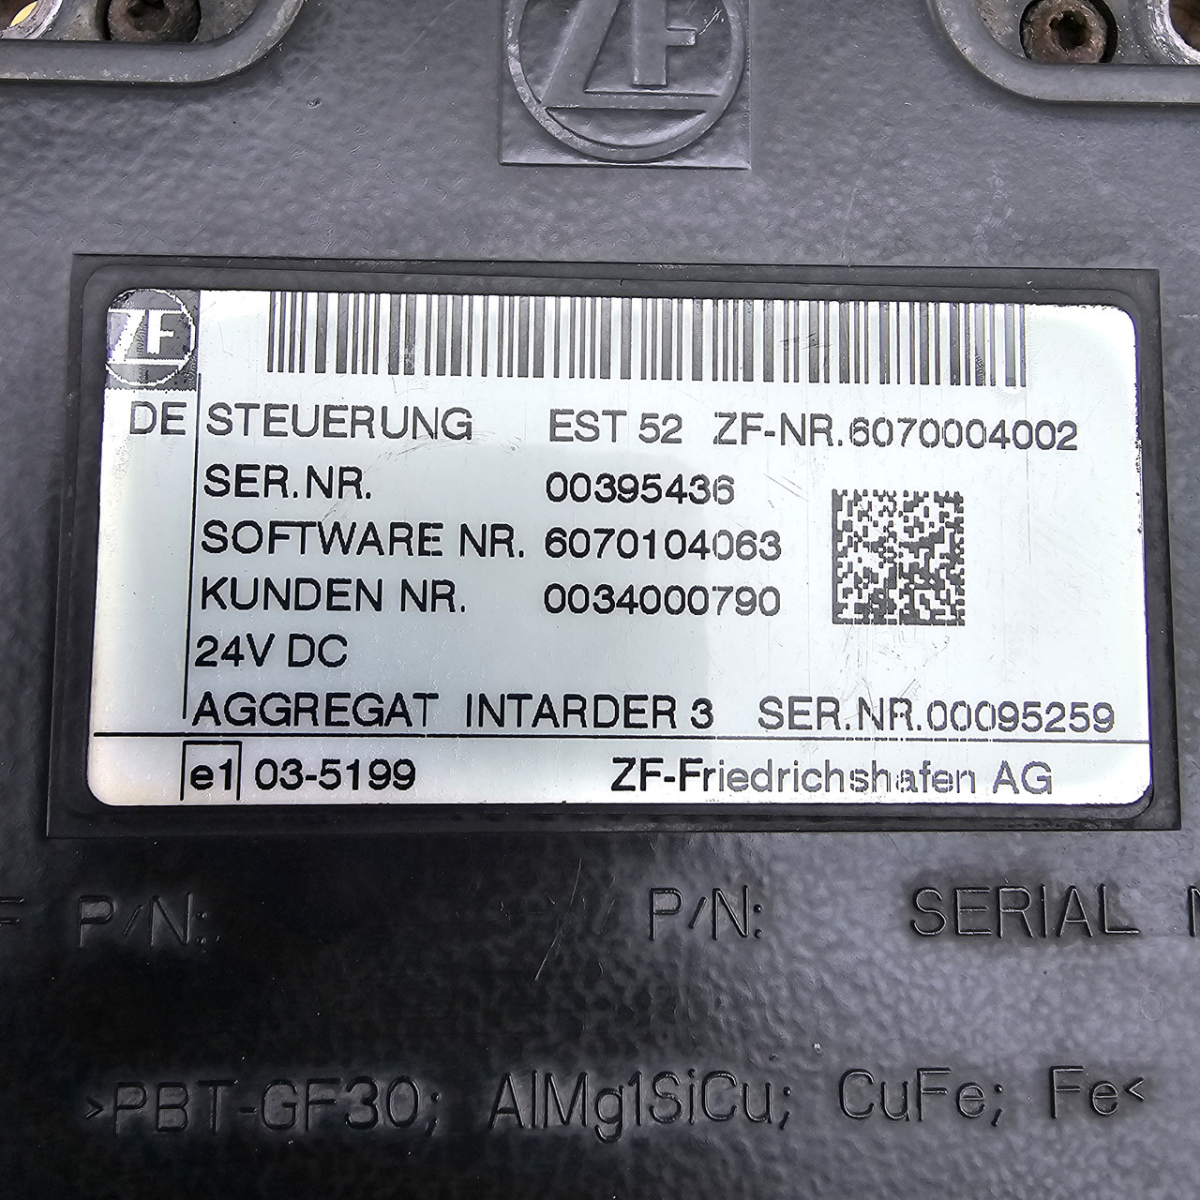 ZF
ZF
DE STEUERUNG EST 52 ZF-NR.6070004002
SER.NR. 00395436
SOFTWARE NR. 6070104063
KUNDEN NR. 0034000790
24V DC
AGGREGAT INTARDER 3 SER.NR.00095259
e1 03-5199 ZF-Friedrichshafen AG
P/N: P/N: SERIAL
>PBT-GF30; AlMg1SiCu; CuFe; Fe<